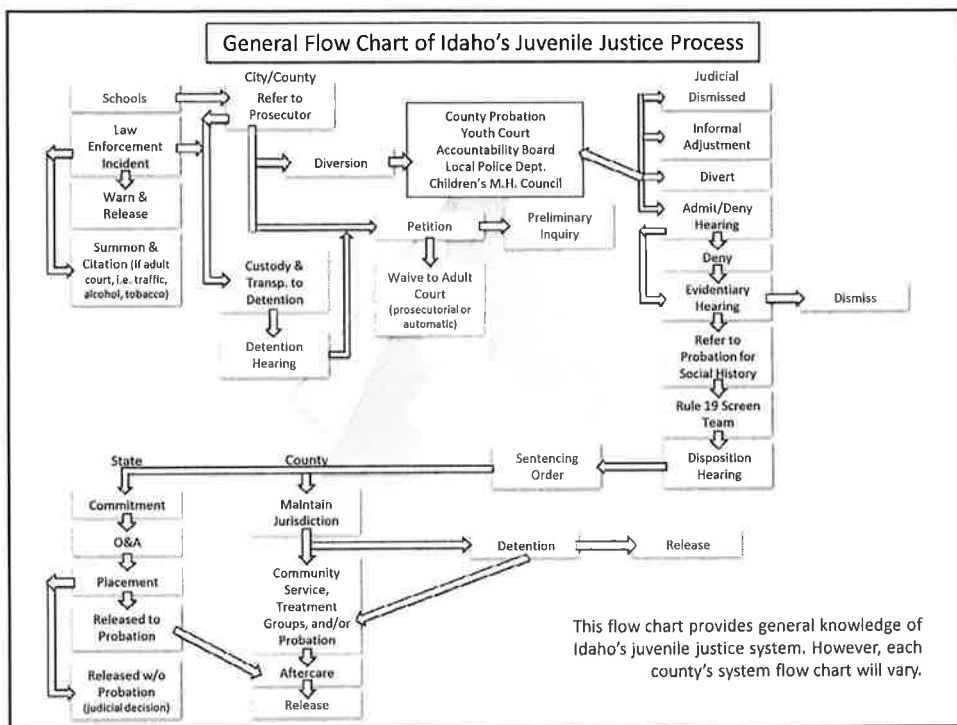 General Flow Chart of Idaho's Juvenile Justice Process
City/County
Judicial
Schools
Refer to
Prosecutor
Dismissed
Law
Enforcement
Incident
County Probation
Youth Court
Accountability Board
Local Police Dept.
Children's M.H. Council
Informal
Adjustment
Diversion
Divert
Warn &
Release
Admit/Deny
Hearing
Petition
Preliminary
Inquiry
Summon &
Citation (if adult
court, i.e. traffic,
alcohol, tobacco)
Deny
Custody &
Transp. to
Detention
Waive to Adult
Court
(prosecutorial or
automatic)
Evidentiary
Hearing
Dismiss
Detention
Hearing
Refer to
Probation for
Social History
Rule 19 Screen
Team
State
County
Sentencing
Order
Disposition
Hearing
Commitment
Maintain
Jurisdiction
O&A
Detention
Release
Placement
Community
Service,
Treatment
Groups, and/or
Probation
Released to
Probation
Aftercare
Released w/o
Probation
(judicial decision)
Release
This flow chart provides general knowledge of
Idaho's juvenile justice system. However, each
county's system flow chart will vary.